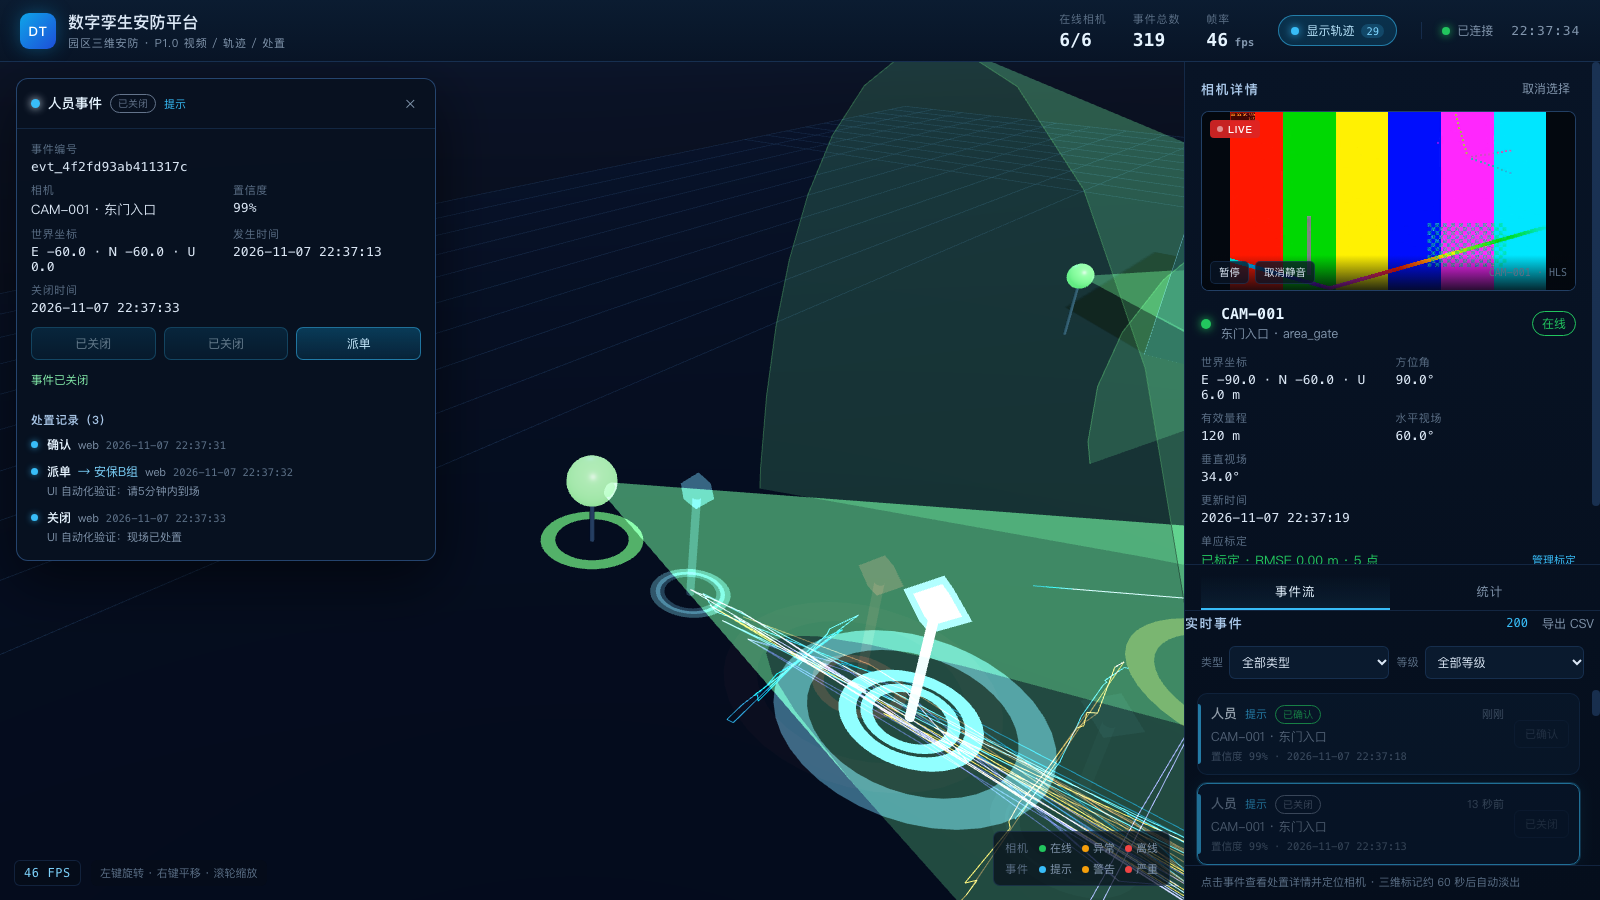 DT
数字孪生安防平台
园区三维安防 · P1.0 视频 / 轨迹 / 处置
在线相机
6/6
事件总数
319
帧率
46 fps
显示轨迹 29
已连接
22:37:34
人员事件 已关闭 提示 ×
事件编号
evt_4f2fd93ab411317c
相机
CAM-001 · 东门入口
置信度
99%
世界坐标
E -60.0 · N -60.0 · U
0.0
发生时间
2026-11-07 22:37:13
关闭时间
2026-11-07 22:37:33
已关闭 已关闭 派单
事件已关闭
处置记录 (3)
确认 web 2026-11-07 22:37:31
派单 → 安保B组 web 2026-11-07 22:37:32
UI 自动化验证：请5分钟内到场
关闭 web 2026-11-07 22:37:33
UI 自动化验证：现场已处置
46 FPS
左键旋转 · 右键平移 · 滚轮缩放
相机 在线 异常 离线
事件 提示 警告 严重
相机详情 取消选择
LIVE
暂停 取消静音
HLS
CAM-001
东门入口 · area_gate
在线
世界坐标
E -90.0 · N -60.0 · U
6.0 m
方位角
90.0°
有效量程
120 m
水平视场
60.0°
垂直视场
34.0°
更新时间
2026-11-07 22:37:19
单应标定
已标定 · RMSE 0.00 m · 5 点 管理标定
事件流 统计
实时事件 200 导出 CSV
类型 全部类型 等级 全部等级
人员 提示 已确认 刚刚
CAM-001 · 东门入口
置信度 99% · 2026-11-07 22:37:18
已确认
人员 提示 已关闭 13 秒前
CAM-001 · 东门入口
置信度 99% · 2026-11-07 22:37:13
已关闭
点击事件查看处置详情并定位相机 · 三维标记约 60 秒后自动淡出